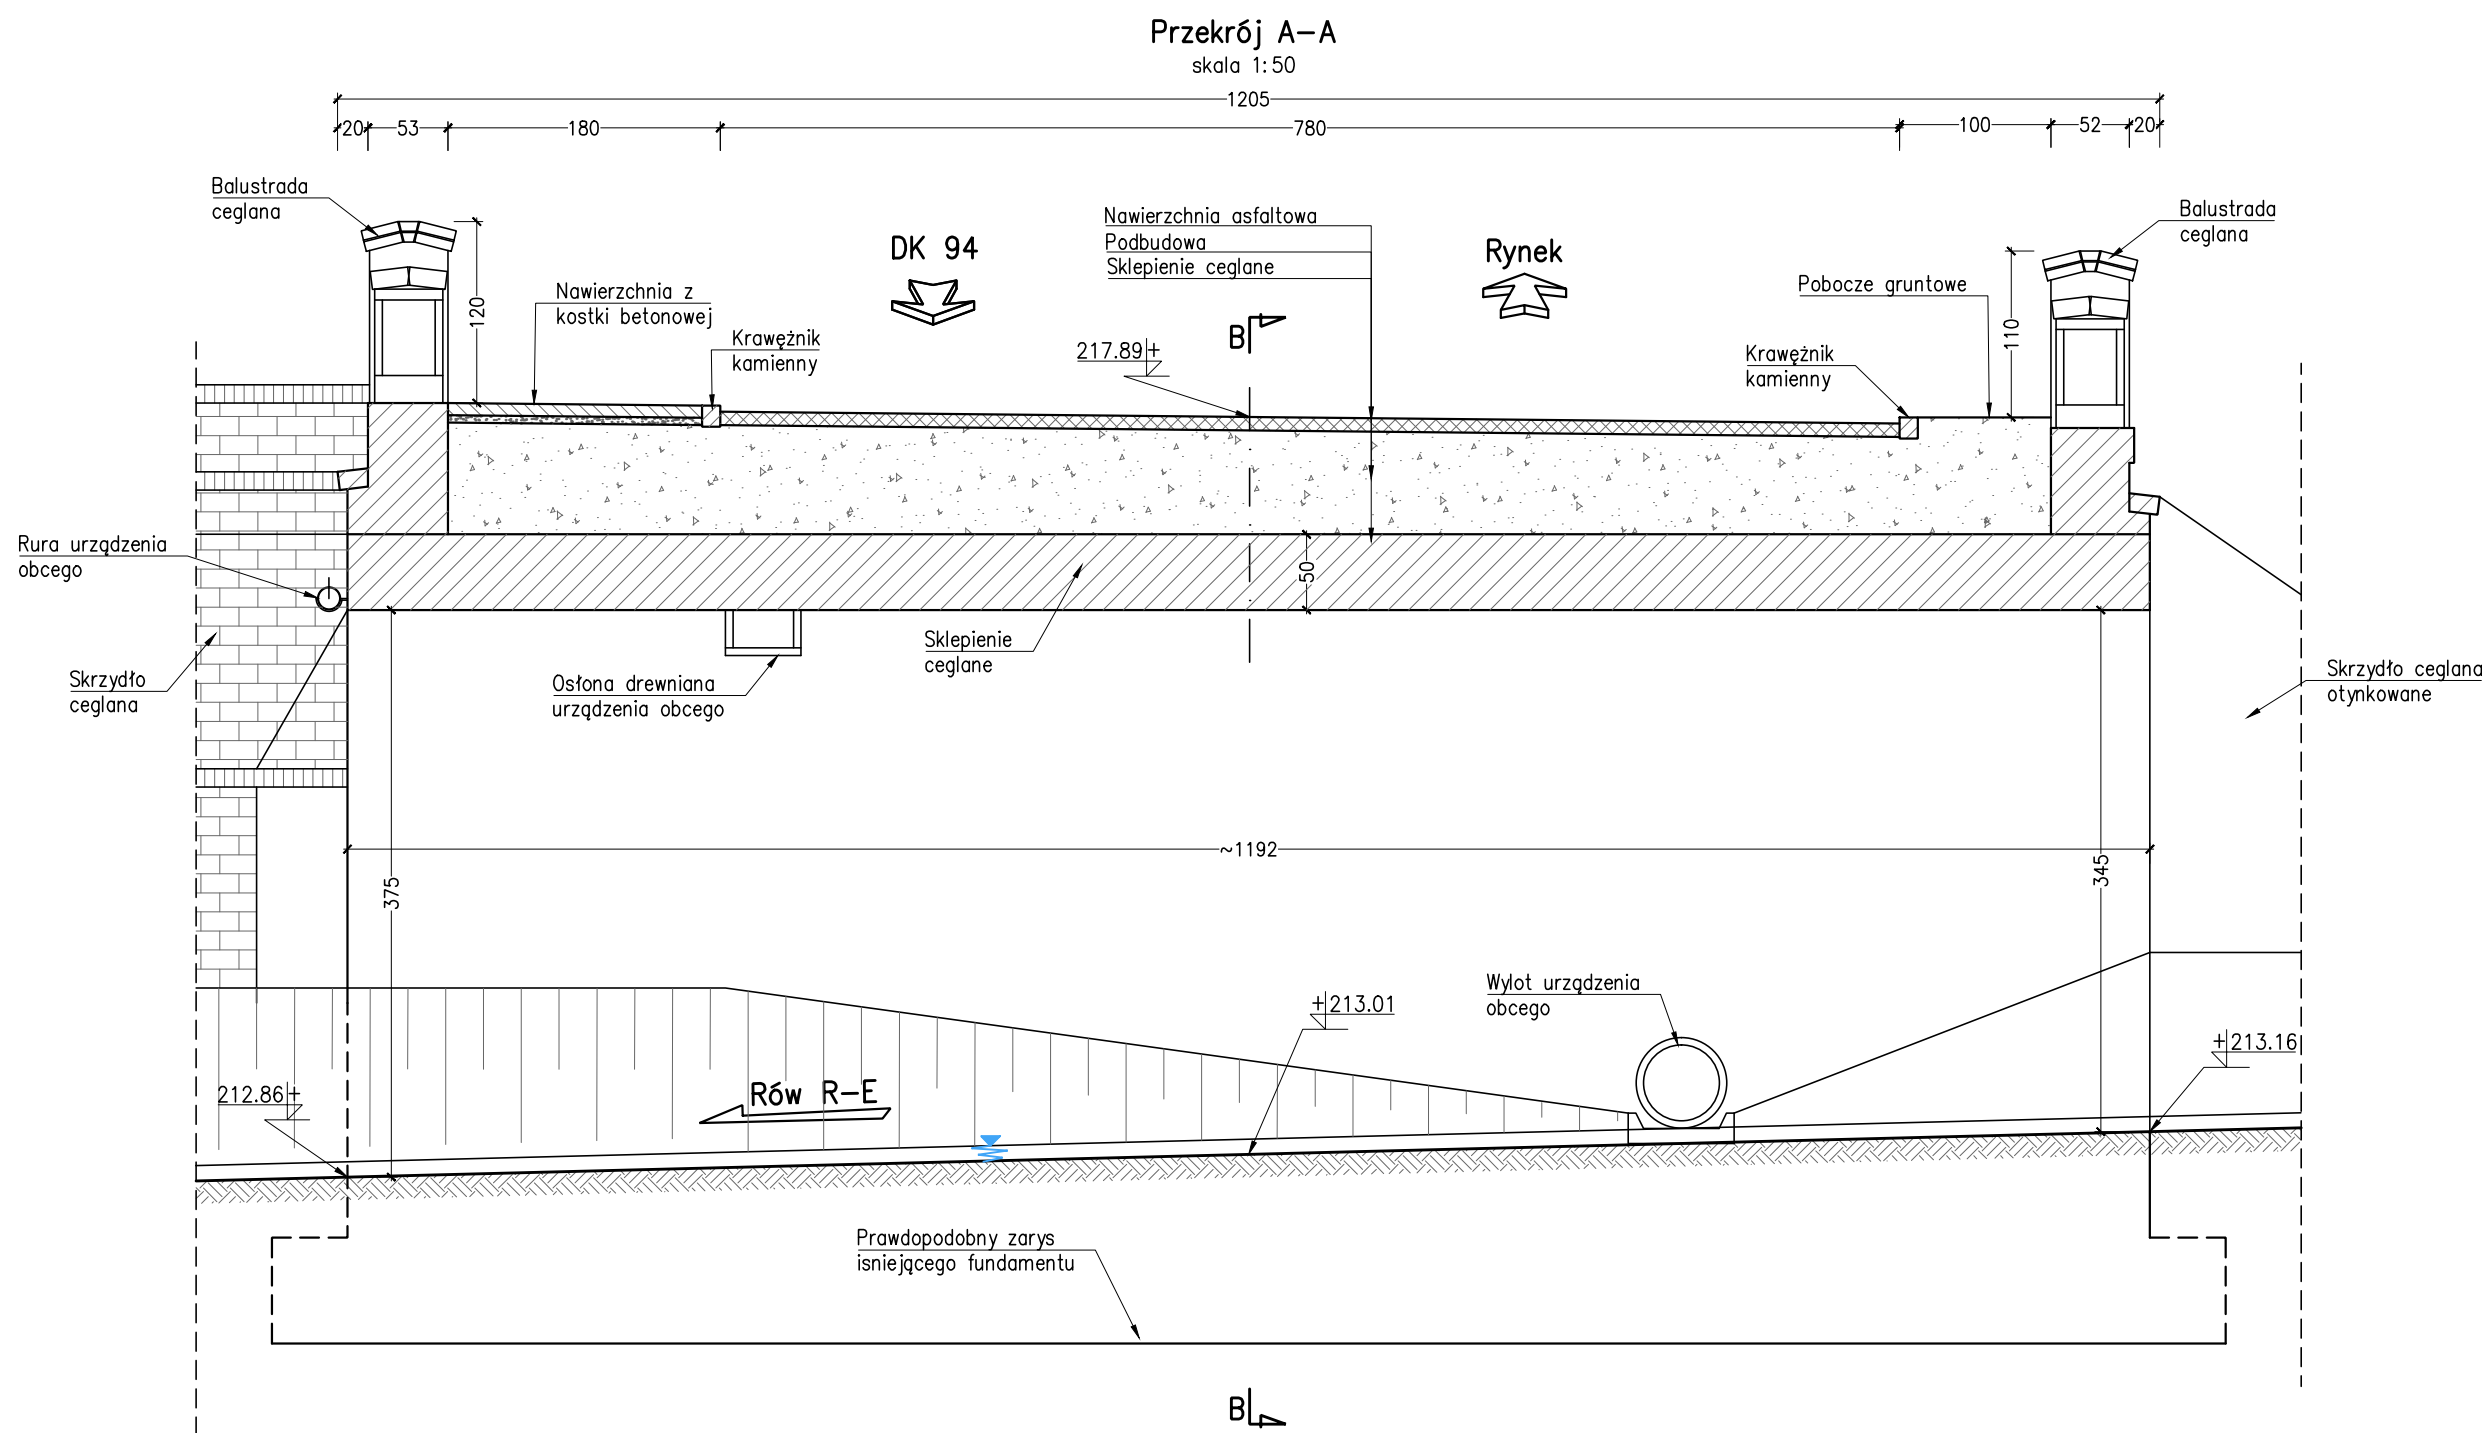 Przekrój A-A
skala 1:50
1205
20
53
180
780
100
52
20
Balustrada
ceglana
120
DK 94
Nawierzchnia asfaltowa
Podbudowa
Sklepienie ceglane
Rynek
Balustrada
ceglana
Nawierzchnia z
kostki betonowej
Krawężnik
kamienny
B
217.89
Pobocze gruntowe
110
Krawężnik
kamienny
Rura urządzenia
obcego
50
Sklepienie
ceglane
Skrzydło
ceglana
Osłona drewniana
urządzenia obcego
Skrzydło ceglana
otynkowane
~1192
375
345
Wylot urządzenia
obcego
+213.01
+213.16
212.86+
Rów R-E
Prawdopodobny zarys
isniejącego fundamentu
B